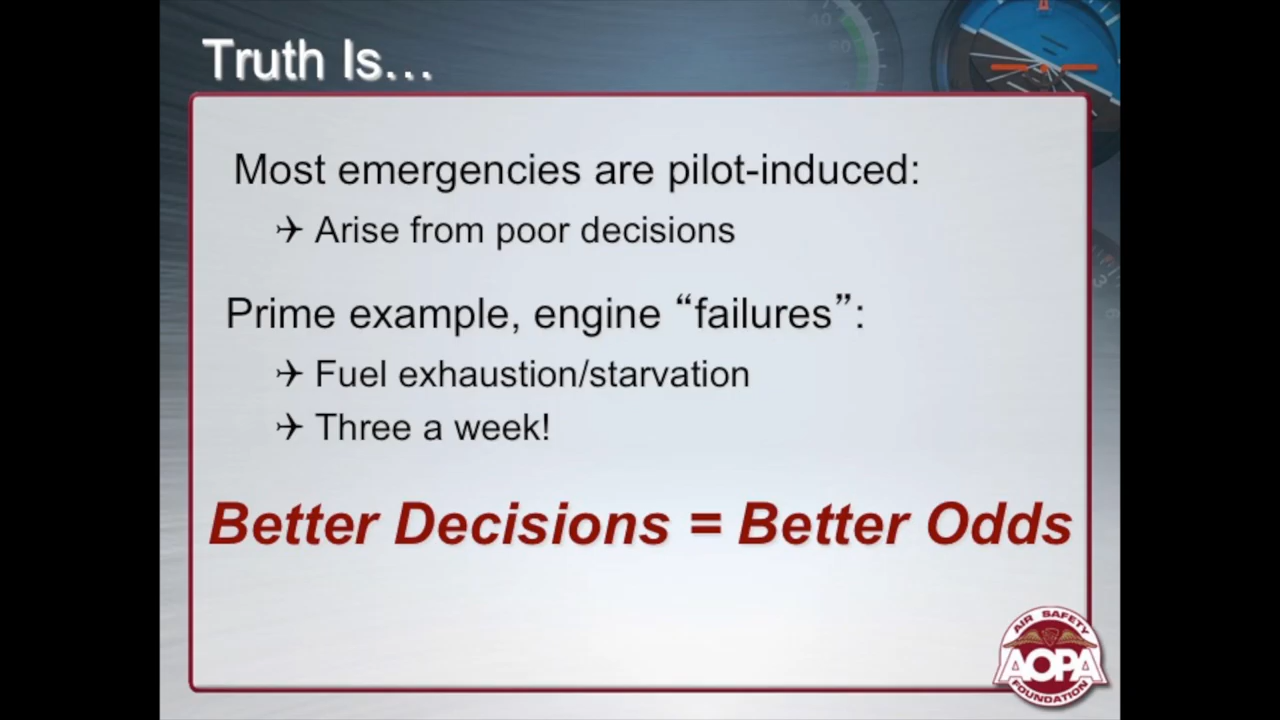 Truth Is…
Most emergencies are pilot-induced:
✈ Arise from poor decisions
Prime example, engine “failures”:
✈ Fuel exhaustion/starvation
✈ Three a week!
Better Decisions = Better Odds
AIR SAFETY
AOPA
FOUNDATION